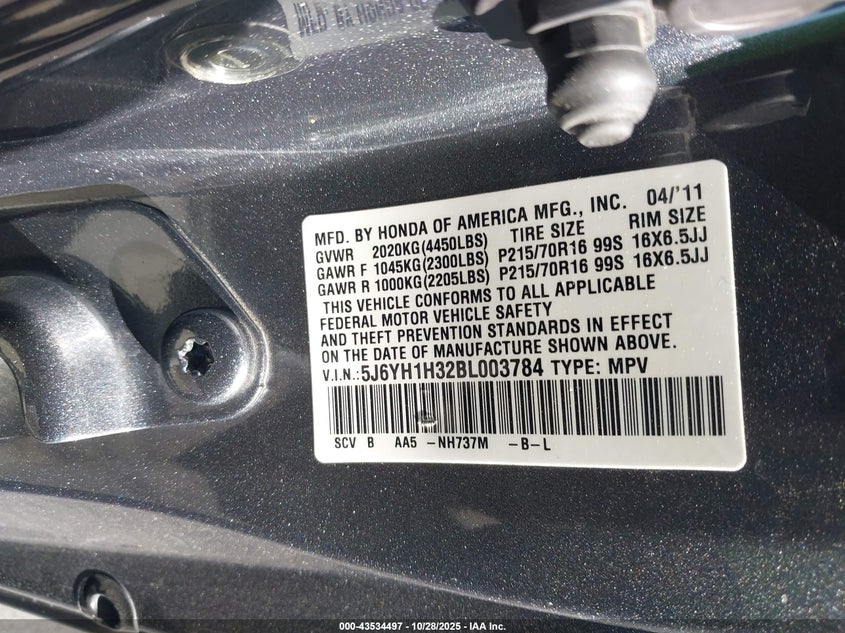 MFD. BY HONDA OF AMERICA MFG., INC. 04/'11
GVWR 2020KG(4450LBS) TIRE SIZE RIM SIZE
GAWR F 1045KG(2300LBS) P215/70R16 99S 16X6.5JJ
GAWR R 1000KG(2205LBS) P215/70R16 99S 16X6.5JJ
THIS VEHICLE CONFORMS TO ALL APPLICABLE
FEDERAL MOTOR VEHICLE SAFETY
AND THEFT PREVENTION STANDARDS IN EFFECT
ON THE DATE OF MANUFACTURE SHOWN ABOVE.
V.I.N.:5J6YH1H32BL003784 TYPE: MPV
SCV B AA5 -NH737M -B-L
000-43534497 - 10/28/2025 - IAA Inc.